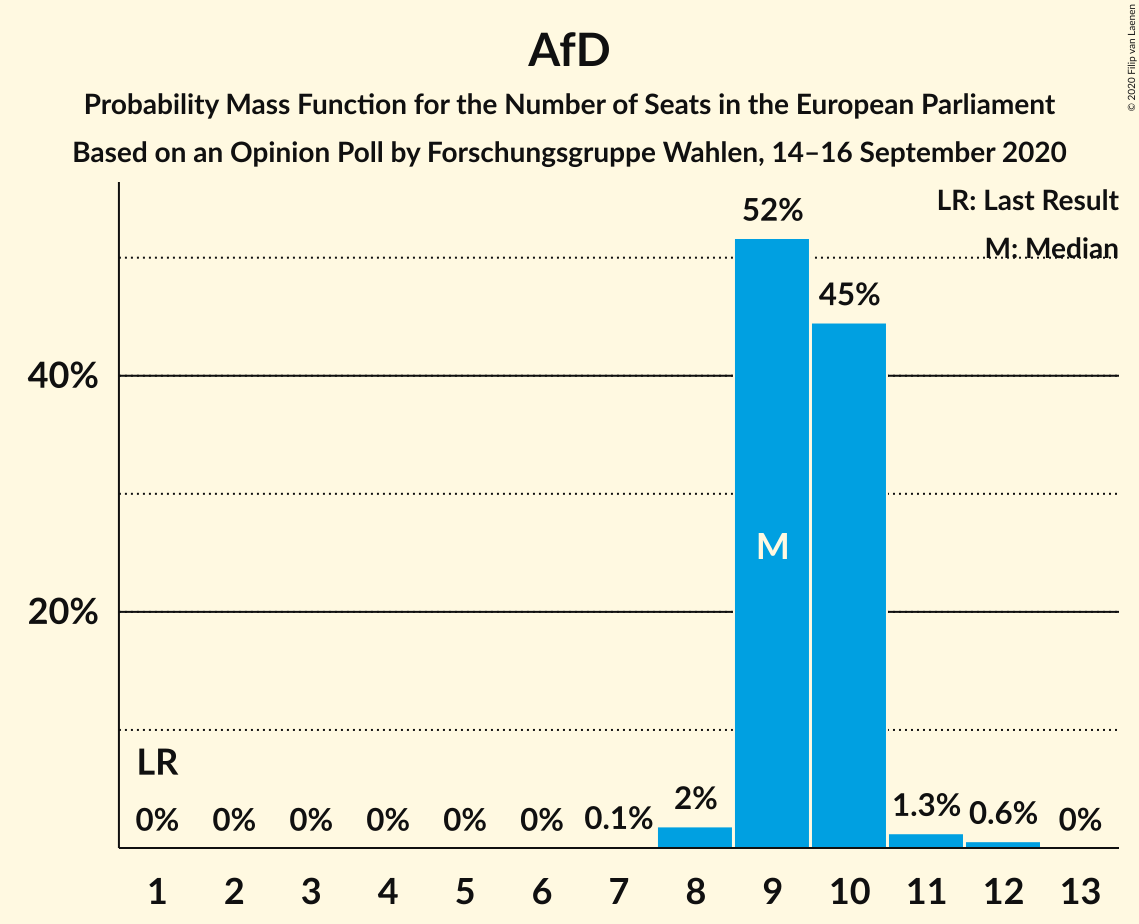 AfD
Probability Mass Function for the Number of Seats in the European Parliament
Based on an Opinion Poll by Forschungsgruppe Wahlen, 14–16 September 2020
© 2020 Filip van Laenen
LR: Last Result
M: Median
52%
45%
40%
M
20%
LR
0% 0% 0% 0% 0% 0% 0.1% 2% 1.3% 0.6% 0%
1 2 3 4 5 6 7 8 9 10 11 12 13